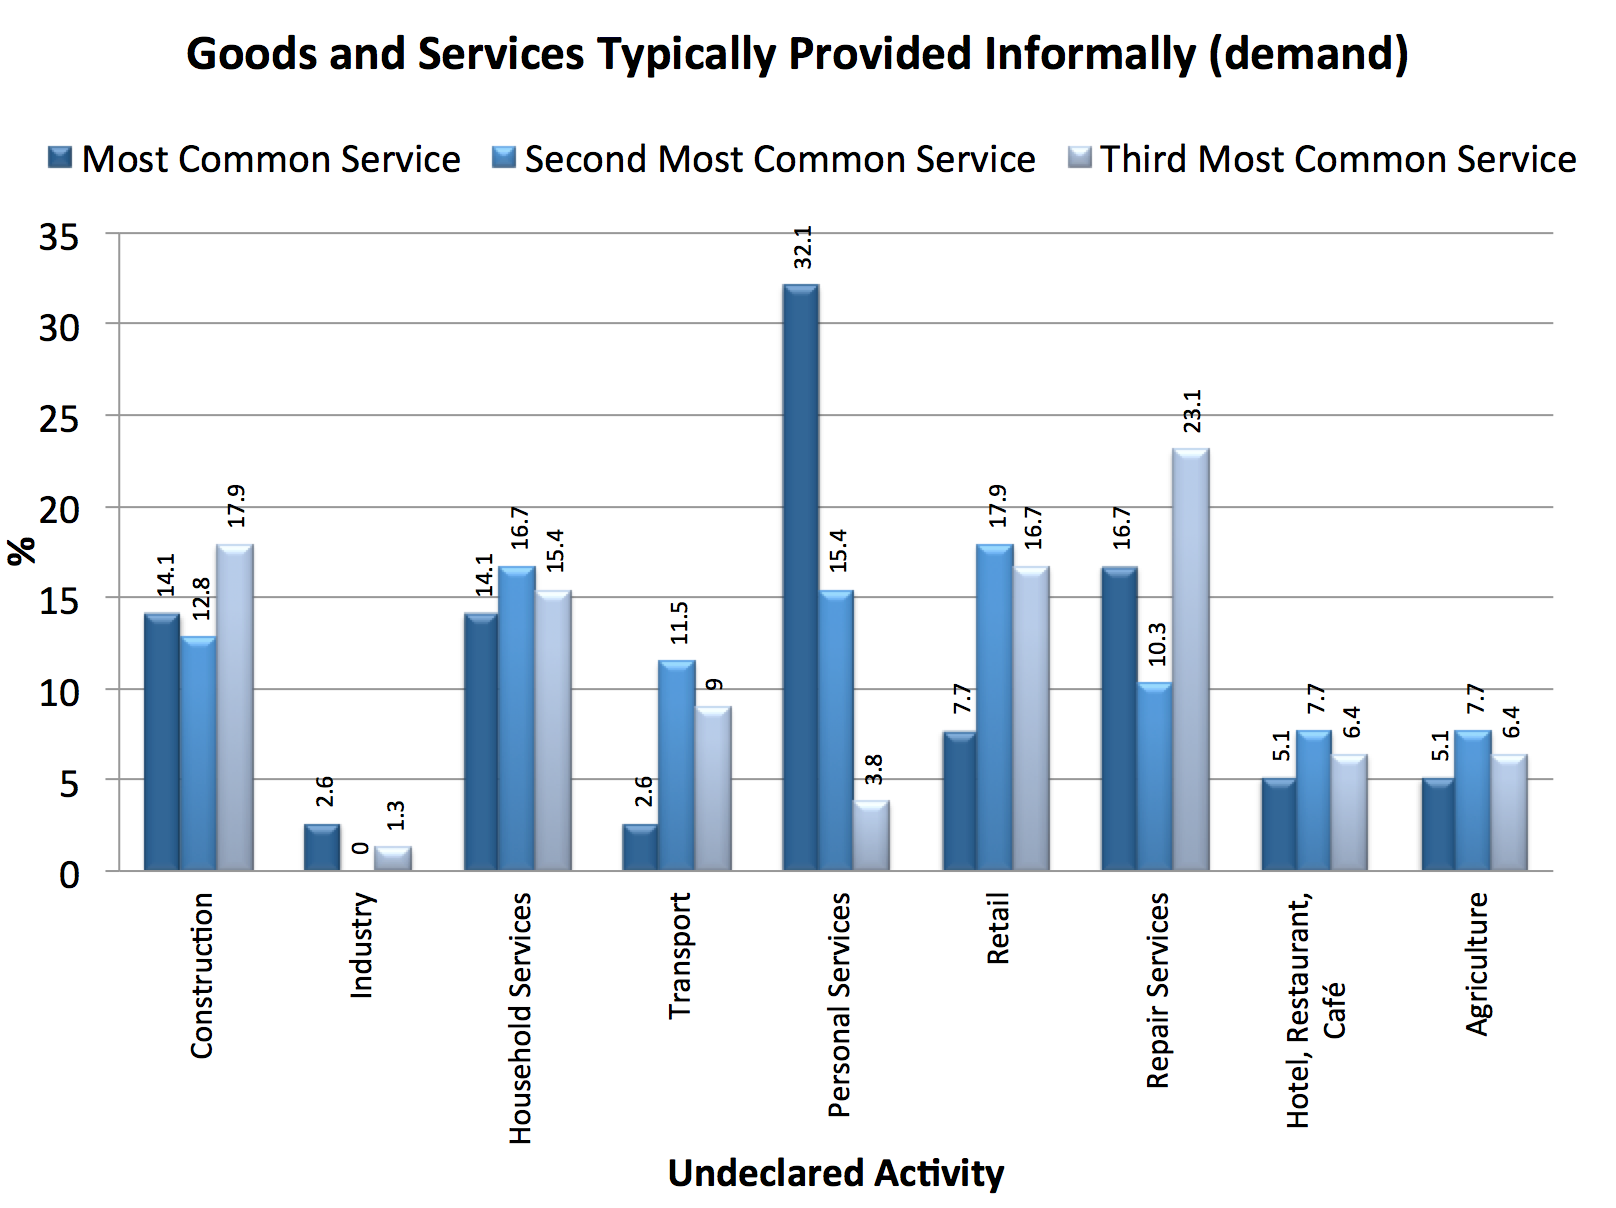 Goods and Services Typically Provided Informally (demand)
Most Common Service Second Most Common Service Third Most Common Service
%
35
30
25
20
15
10
5
0
14.1
12.8
17.9
2.6
0
1.3
14.1
16.7
15.4
2.6
11.5
9
32.1
15.4
3.8
7.7
17.9
16.7
16.7
10.3
23.1
5.1
7.7
6.4
5.1
7.7
6.4
Construction
Industry
Household Services
Transport
Personal Services
Retail
Repair Services
Hotel, Restaurant,
Café
Agriculture
Undeclared Activity